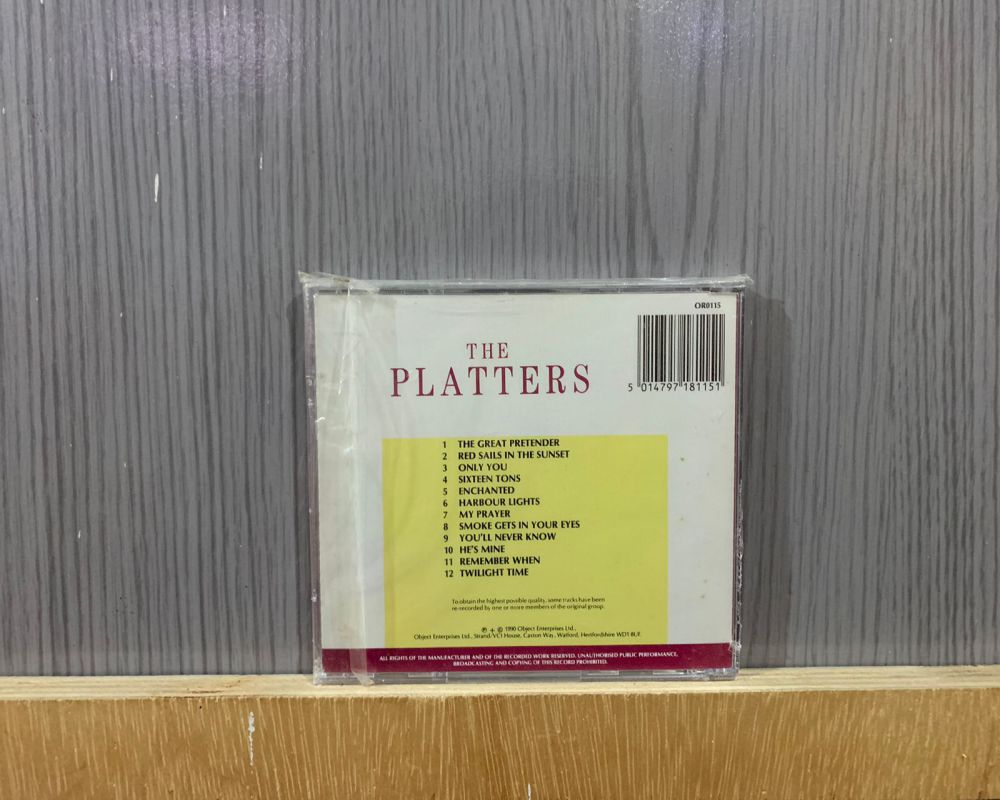 OR0115
5 014797 181151
THE
PLATTERS
1 THE GREAT PRETENDER
2 RED SAILS IN THE SUNSET
3 ONLY YOU
4 SIXTEEN TONS
5 ENCHANTED
6 HARBOUR LIGHTS
7 MY PRAYER
8 SMOKE GETS IN YOUR EYES
9 YOU'LL NEVER KNOW
10 HE'S MINE
11 REMEMBER WHEN
12 TWILIGHT TIME
To obtain the highest possible quality, some tracks have been
re-recorded by one or more members of the original group.
℗ + © 1990 Object Enterprises Ltd.,
Object Enterprises Ltd., Strand/VCI House, Caxton Way, Watford, Hertfordshire WD1 8UF.
ALL RIGHTS OF THE MANUFACTURER AND OF THE RECORDED WORK RESERVED. UNAUTHORISED PUBLIC PERFORMANCE,
BROADCASTING AND COPYING OF THIS RECORD PROHIBITED.